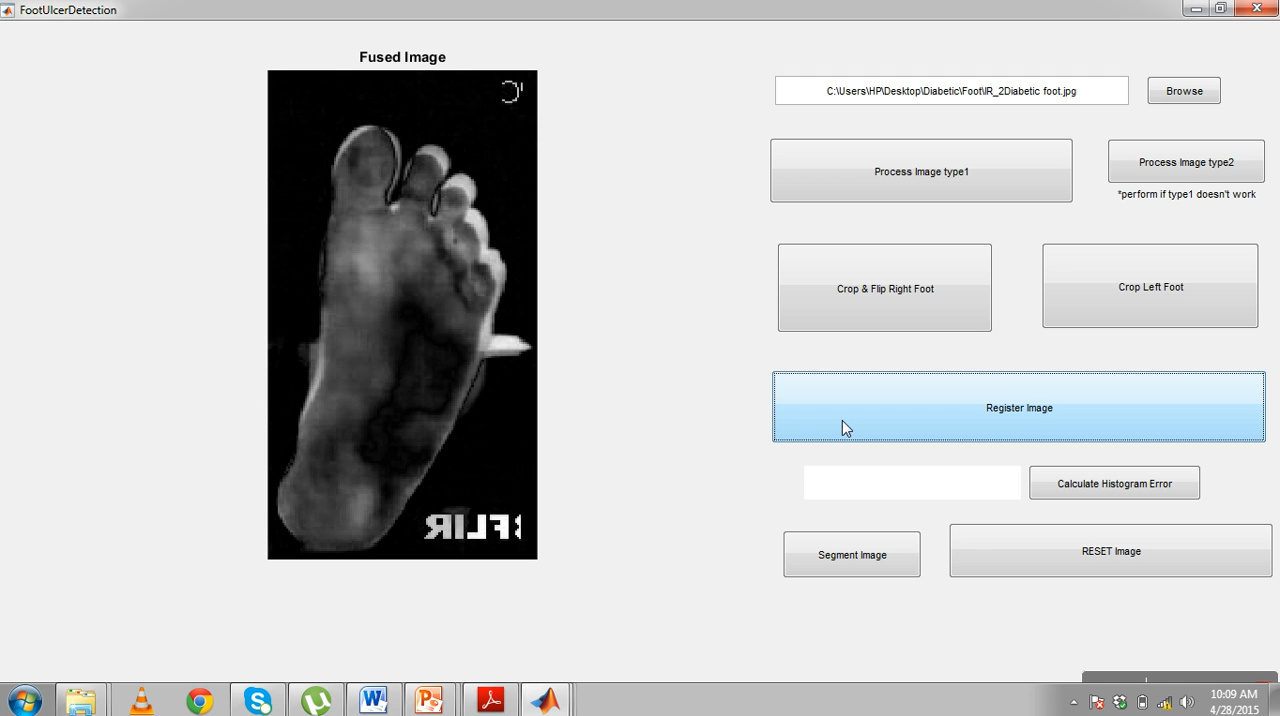 FootUlcerDetection
Fused Image
C:\Users\HP\Desktop\Diabetic\Foot\IR_2Diabetic foot.jpg
Browse
Process Image type1
Process Image type2
*perform if type1 doesn't work
Crop & Flip Right Foot
Crop Left Foot
Register Image
Calculate Histogram Error
Segment Image
RESET Image
FLIR
10:09 AM
4/28/2015